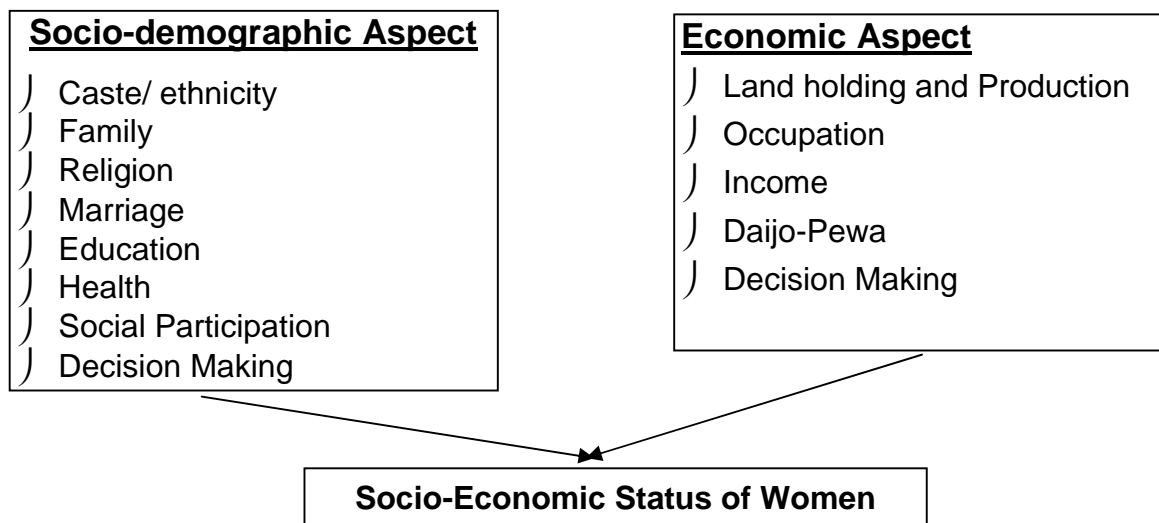 Socio-demographic Aspect
Caste/ ethnicity
Family
Religion
Marriage
Education
Health
Social Participation
Decision Making
Economic Aspect
Land holding and Production
Occupation
Income
Daijo-Pewa
Decision Making
Socio-Economic Status of Women